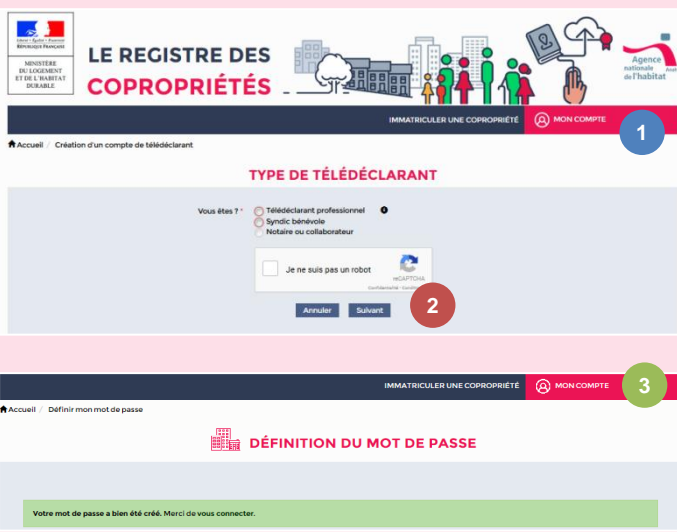 RÉPUBLIQUE FRANÇAISE
MINISTÈRE
DU LOGEMENT
ET DE L'HABITAT
DURABLE
LE REGISTRE DES
COPROPRIÉTÉS
Agence
nationale
de l'habitat
IMMATRICULER UNE COPROPRIÉTÉ
MON COMPTE
1
Accueil / Création d'un compte de télédéclarant
TYPE DE TÉLÉDÉCLARANT
Vous êtes ? *
Télédéclarant professionnel
Syndic bénévole
Notaire ou collaborateur
Je ne suis pas un robot
reCAPTCHA
Confidentialité -
Annuler
Suivant
2
IMMATRICULER UNE COPROPRIÉTÉ
MON COMPTE
3
Accueil / Définir mon mot de passe
DÉFINITION DU MOT DE PASSE
Votre mot de passe a bien été créé. Merci de vous connecter.